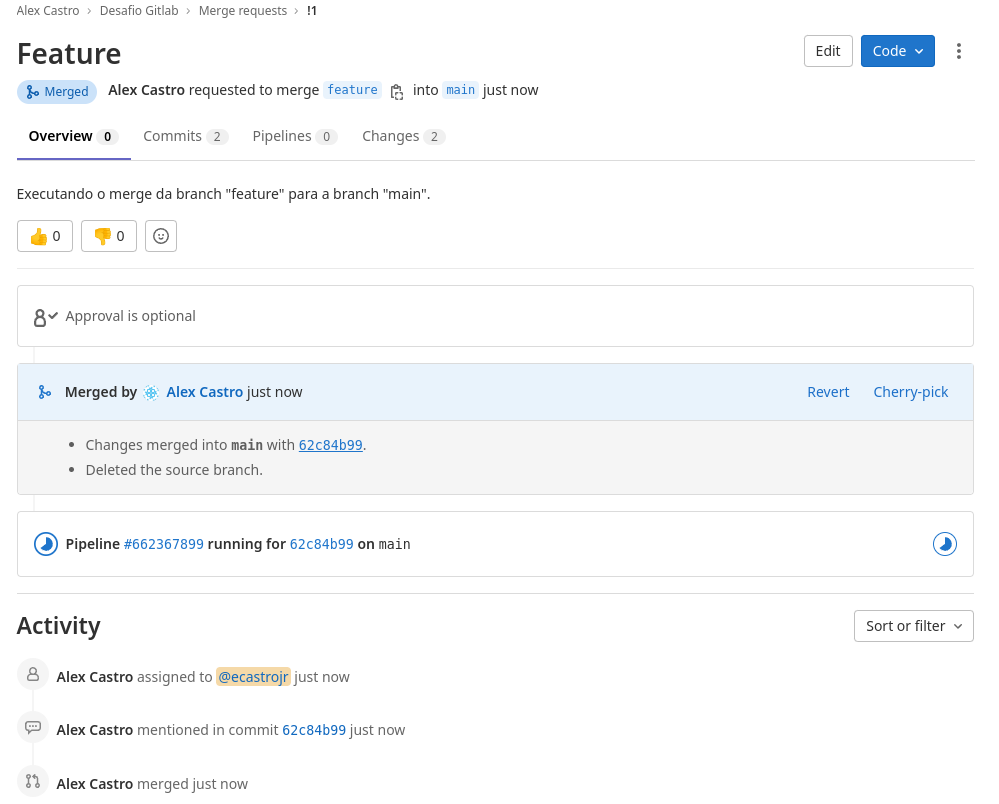 Alex Castro › Desafio Gitlab › Merge requests › !1
Feature
Edit
Code
Merged
Alex Castro requested to merge feature into main just now
Overview 0
Commits 2
Pipelines 0
Changes 2
Executando o merge da branch "feature" para a branch "main".
👍 0
👎 0
Approval is optional
Merged by Alex Castro just now
Revert
Cherry-pick
• Changes merged into main with 62c84b99.
• Deleted the source branch.
Pipeline #662367899 running for 62c84b99 on main
Activity
Sort or filter
Alex Castro assigned to @ecastrojr just now
Alex Castro mentioned in commit 62c84b99 just now
Alex Castro merged just now